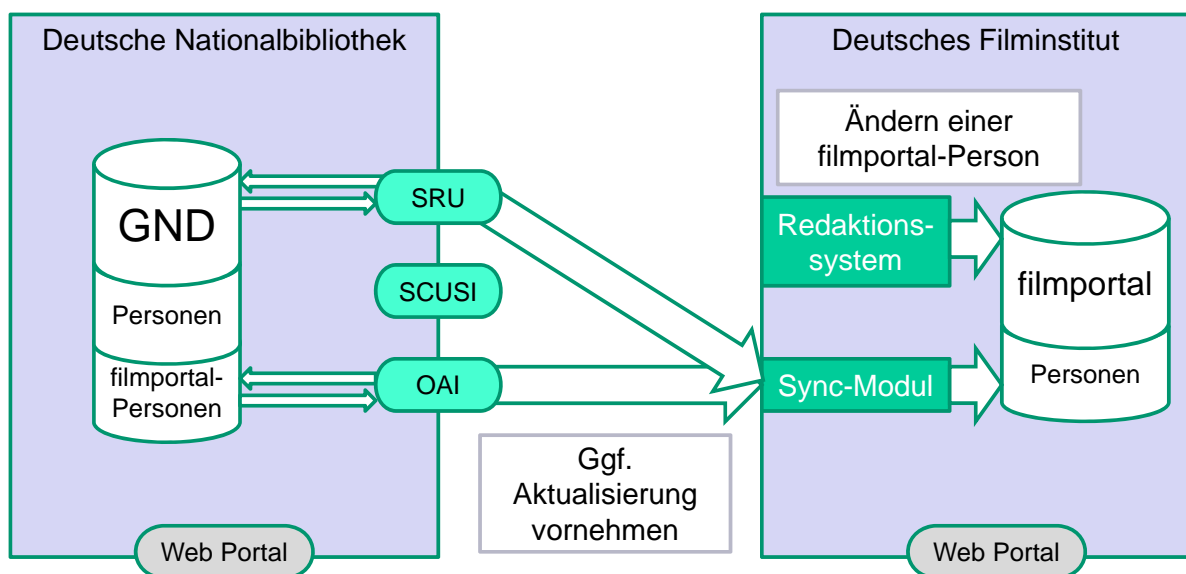 Deutsche Nationalbibliothek
GND
Personen
filmportal-
Personen
SRU
SCUSI
OAI
Web Portal
Ggf.
Aktualisierung
vornehmen
Deutsches Filminstitut
Ändern einer
filmportal-Person
Redaktions-
system
Sync-Modul
filmportal
Personen
Web Portal